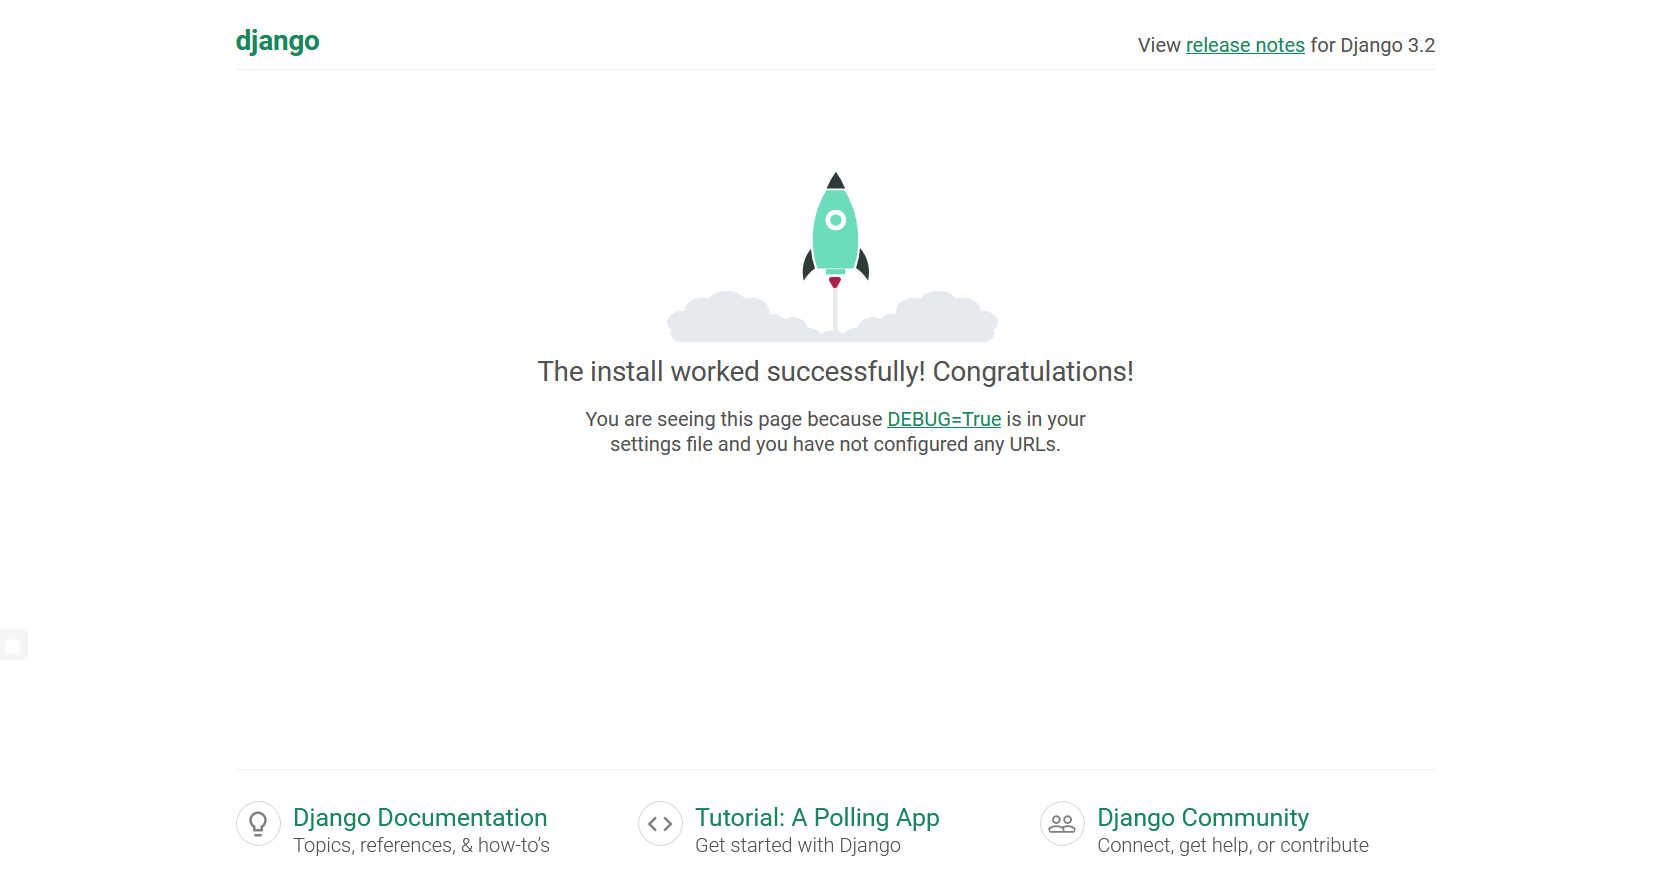 django
View release notes for Django 3.2
The install worked successfully! Congratulations!
You are seeing this page because DEBUG=True is in your
settings file and you have not configured any URLs.
Django Documentation
Topics, references, & how-to’s
Tutorial: A Polling App
Get started with Django
Django Community
Connect, get help, or contribute